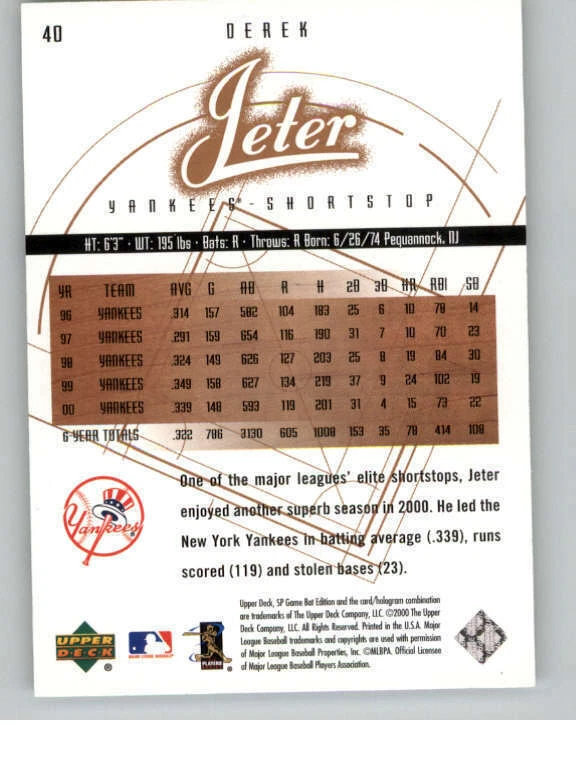 40
DEREK
Jeter
YANKEES - SHORTSTOP
HT: 6'3" · WT: 195 lbs · Bats: R · Throws: R Born: 6/26/74 Pequannock, NJ
YR TEAM AVG G AB R H 2B 3B HR RBI SB
96 YANKEES .314 157 582 104 183 25 6 10 78 14
97 YANKEES .291 159 654 116 190 31 7 10 70 23
98 YANKEES .324 149 626 127 203 25 8 19 84 30
99 YANKEES .349 158 627 134 219 37 9 24 102 19
00 YANKEES .339 148 593 119 201 31 4 15 73 22
6 YEAR TOTALS .322 786 3130 605 1008 153 35 78 414 108
One of the major leagues' elite shortstops, Jeter
enjoyed another superb season in 2000. He led the
New York Yankees in batting average (.339), runs
scored (119) and stolen bases (23).
Yankees
Upper Deck, SP Game Bat Edition and the card/hologram combination
are trademarks of The Upper Deck Company, LLC. ©2000 The Upper
Deck Company, LLC. All Rights Reserved. Printed in the U.S.A. Major
League Baseball trademarks and copyrights are used with permission
of Major League Baseball Properties, Inc. ©MLBPA. Official Licensee
of Major League Baseball Players Association.
UPPER
DECK
PLAYERS